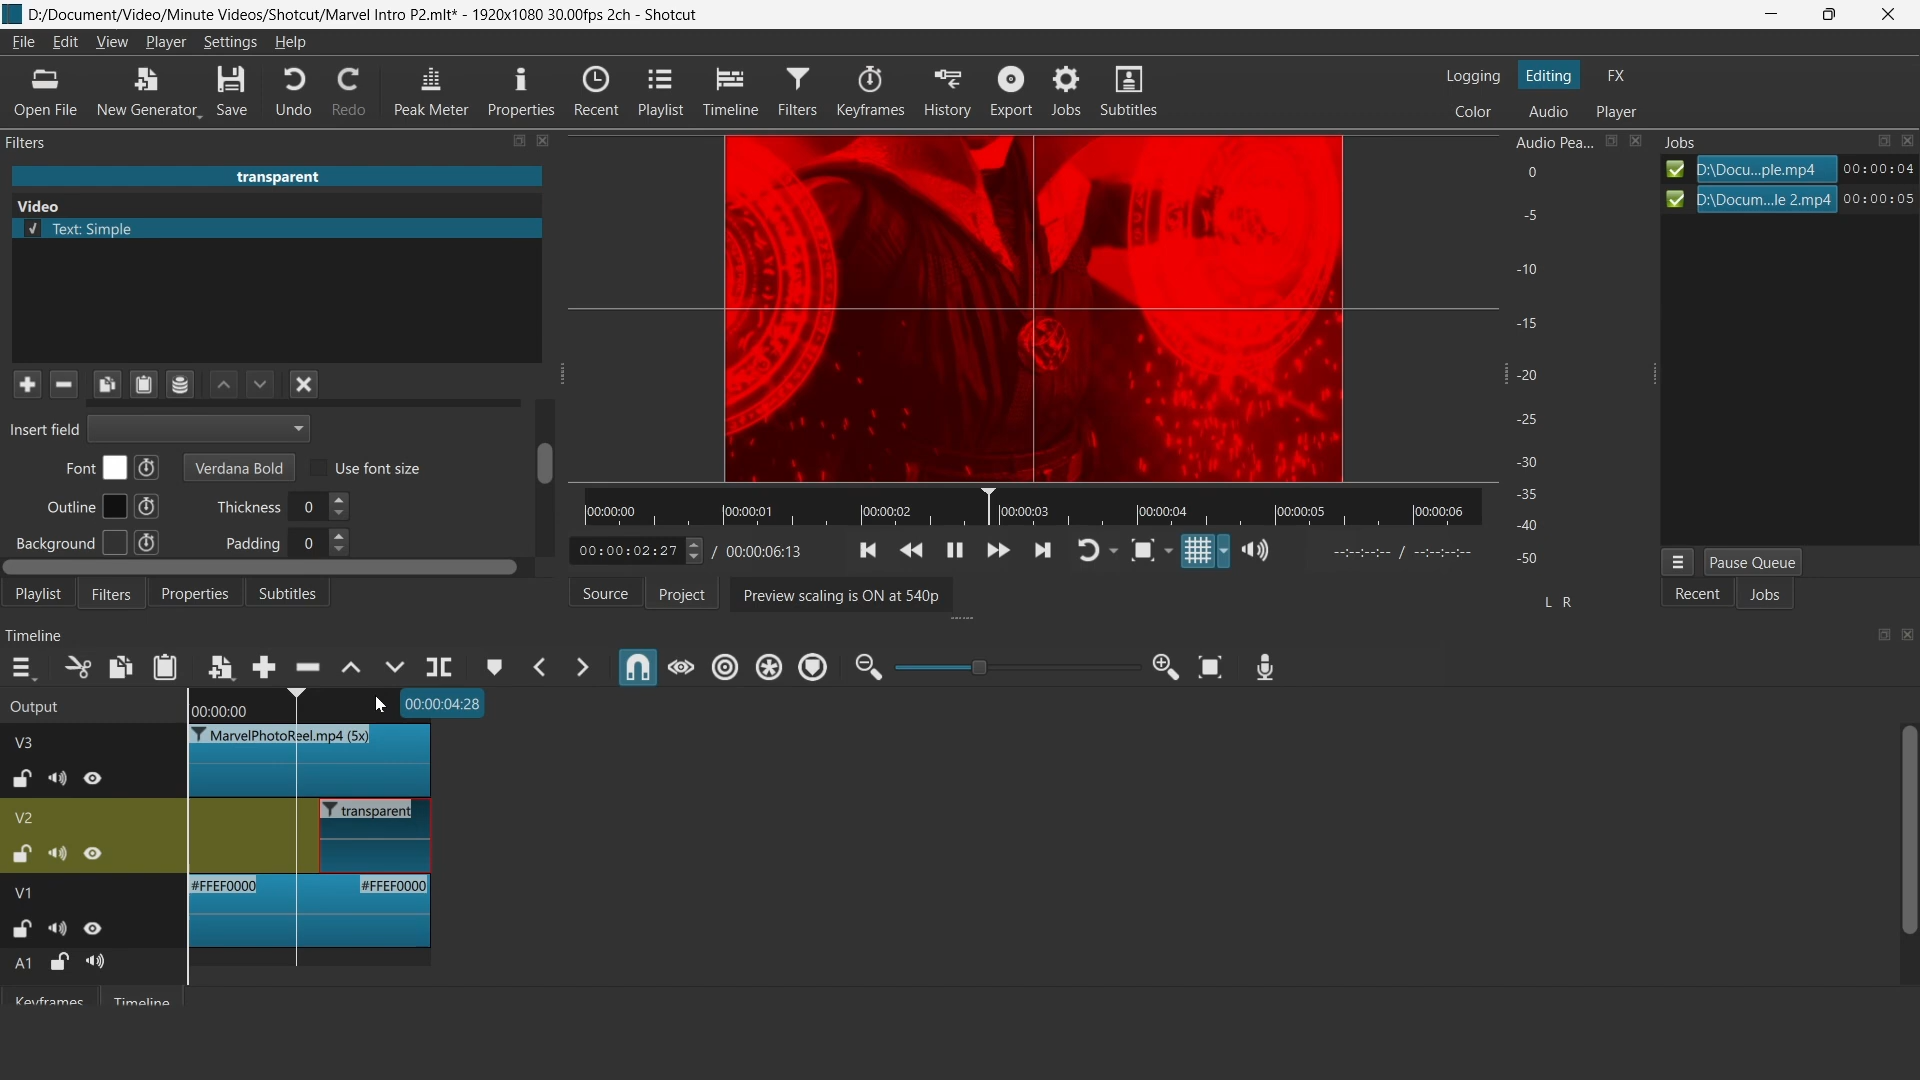 D:/Document/Video/Minute Videos/Shotcut/Marvel Intro P2.mlt* - 1920x1080 30.00fps 2ch - Shotcut
File Edit View Player Settings Help
Open File New Generator Save Undo Redo Peak Meter Properties Recent Playlist Timeline Filters Keyframes History Export Jobs Subtitles
Logging Editing FX
Color Audio Player
Filters
transparent
Video
Text: Simple
Insert field
Font Verdana Bold Use font size
Outline Thickness 0
Background Padding 0
Playlist Filters Properties Subtitles
00:00:00 00:00:01 00:00:02 00:00:03 00:00:04 00:00:05 00:00:06
00:00:02:27 / 00:00:06:13 --:--:--:-- / --:--:--:--
Source Project Preview scaling is ON at 540p
Audio Pea...
0
-5
-10
-15
-20
-25
-30
-35
-40
-50
L R
Jobs
D:\Docu...ple.mp4 00:00:04
D:\Docum...le 2.mp4 00:00:05
Pause Queue
Recent Jobs
Timeline
Output 00:00:00 00:00:04:28
V3 MarvelPhotoReel.mp4 (5x)
V2 transparent
V1 #FFEF0000 #FFEF0000
A1
Keyframes Timeline